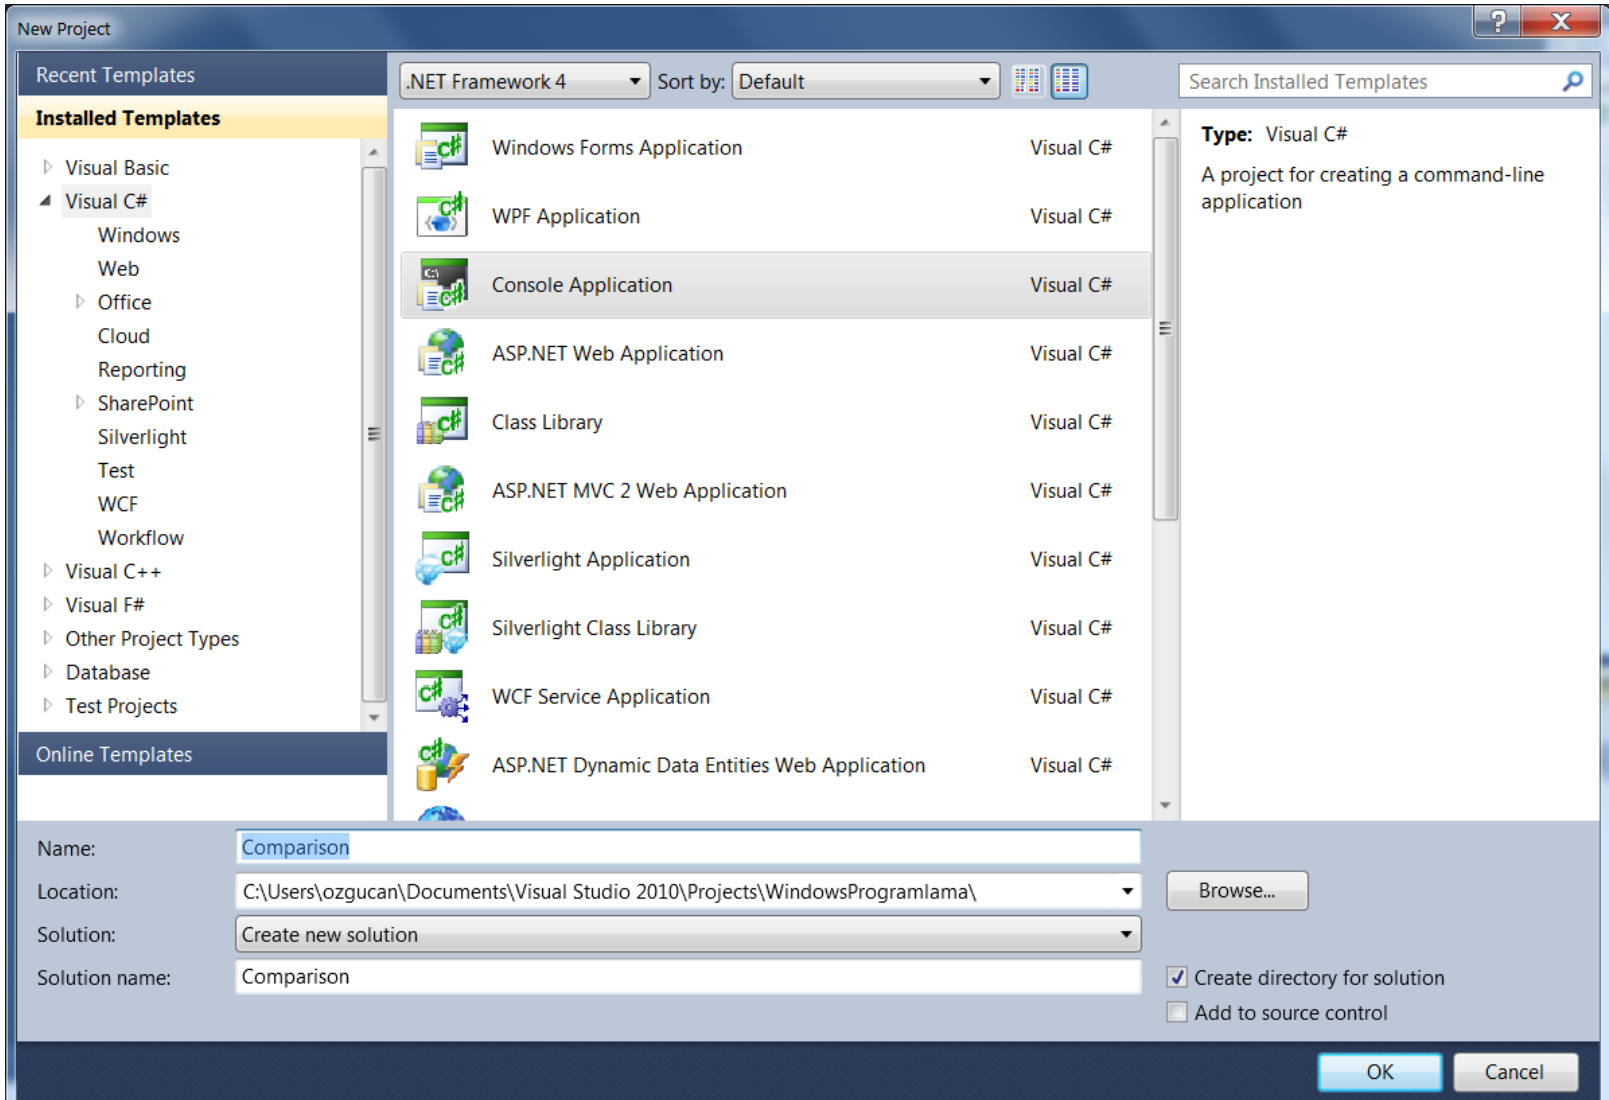 New Project
Recent Templates
Installed Templates
Visual Basic
Visual C#
Windows
Web
Office
Cloud
Reporting
SharePoint
Silverlight
Test
WCF
Workflow
Visual C++
Visual F#
Other Project Types
Database
Test Projects
Online Templates
.NET Framework 4 Sort by: Default
Windows Forms Application Visual C#
WPF Application Visual C#
Console Application Visual C#
ASP.NET Web Application Visual C#
Class Library Visual C#
ASP.NET MVC 2 Web Application Visual C#
Silverlight Application Visual C#
Silverlight Class Library Visual C#
WCF Service Application Visual C#
ASP.NET Dynamic Data Entities Web Application Visual C#
Search Installed Templates
Type: Visual C#
A project for creating a command-line
application
Name: Comparison
Location: C:\Users\ozgucan\Documents\Visual Studio 2010\Projects\WindowsProgramlama\ Browse...
Solution: Create new solution
Solution name: Comparison
Create directory for solution
Add to source control
OK Cancel